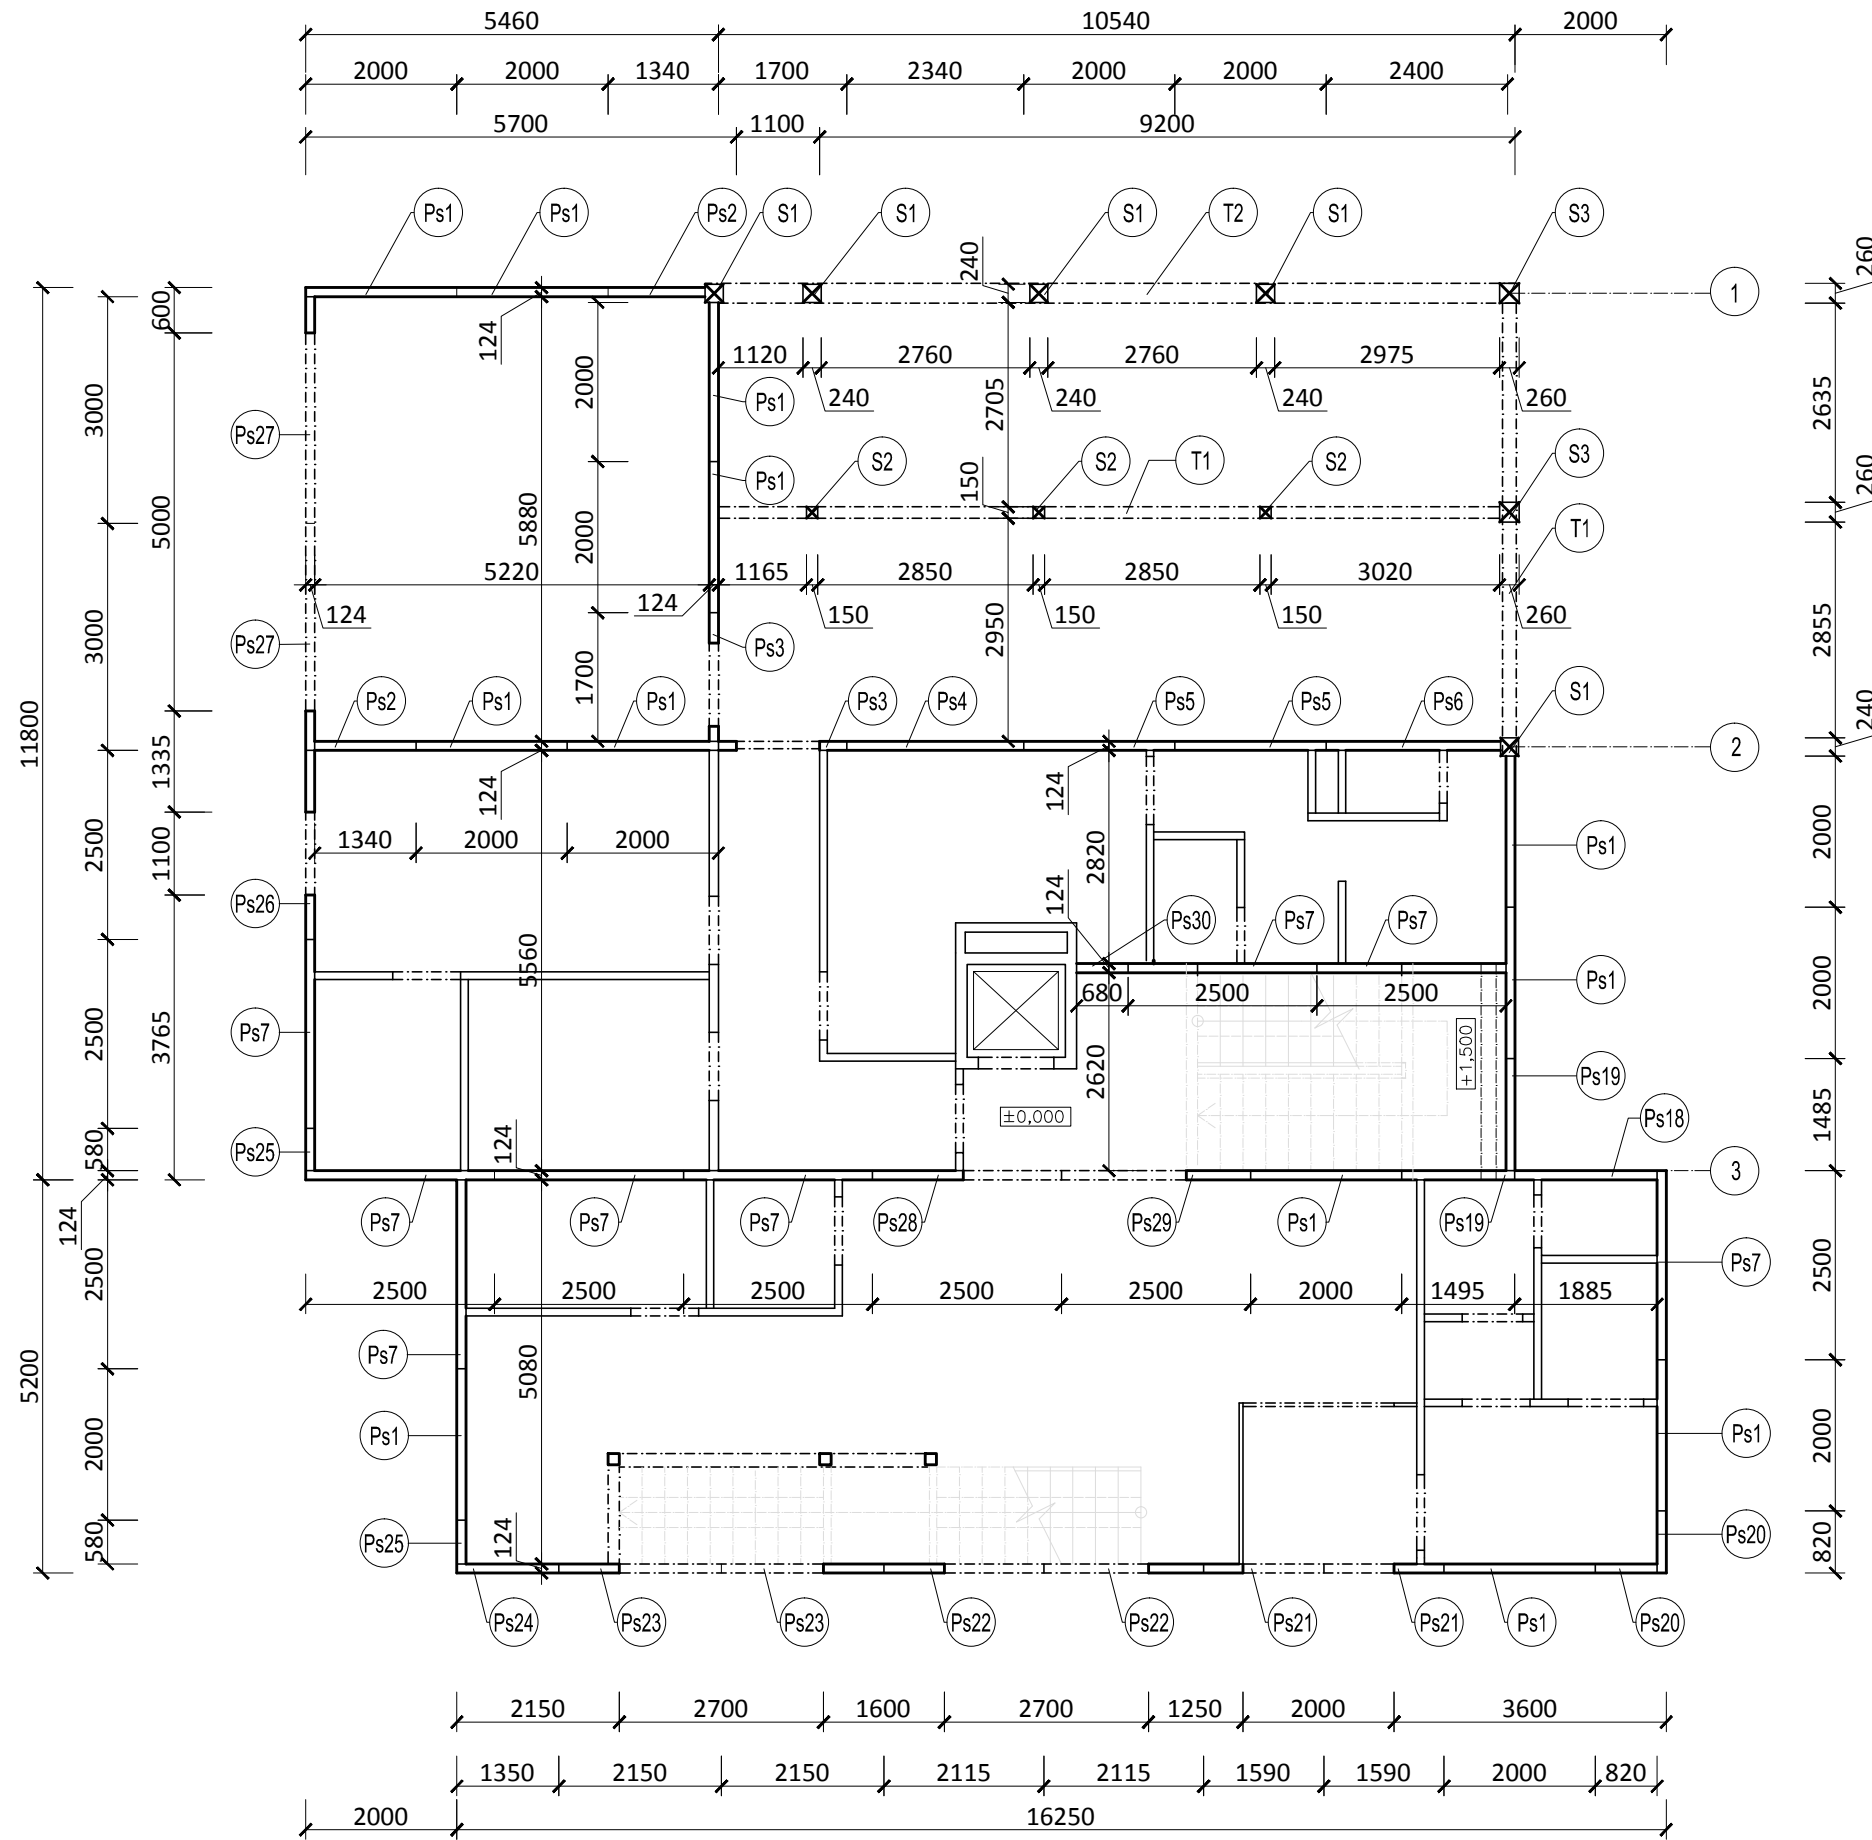 5460 10540 2000
2000 2000 1340 1700 2340 2000 2000 2400
5700 1100 9200
Ps1 Ps1 Ps2 S1 S1 S1 T2 S1 S3
240 260
1
600 124
1120 2760 2760 2975
2000 2705 2635
3000 Ps1 240 240 240 260
Ps27
S2 S2 T1 S2 S3
Ps1 150 260
5000 5880 T1
2000
5220 1165 2850 2850 3020
124 124 150 150 150 260
3000 Ps27 Ps3 2950 2855
1700
Ps2 Ps1 Ps1 Ps3 Ps4 Ps5 Ps5 Ps6 S1
240
11800 2
1335 124 124
1340 2000 2000
2500 1100 2820 Ps1 2000
124
Ps26 Ps30 Ps7 Ps7
5560
680 2500 2500 Ps1 2000
2500 3765 Ps7 +1,500
2620 Ps19
±0,000 Ps18 1485
580 Ps25 124
3
124 Ps7 Ps7 Ps7 Ps28 Ps29 Ps1 Ps19
2500 Ps7 2500
2500 2500 2500 2500 2500 2000 1495 1885
Ps7
5200 5080
Ps1 Ps1
2000 2000
580 Ps25 124 Ps20 820
Ps24 Ps23 Ps23 Ps22 Ps22 Ps21 Ps21 Ps1 Ps20
2150 2700 1600 2700 1250 2000 3600
1350 2150 2150 2115 2115 1590 1590 2000 820
2000 16250